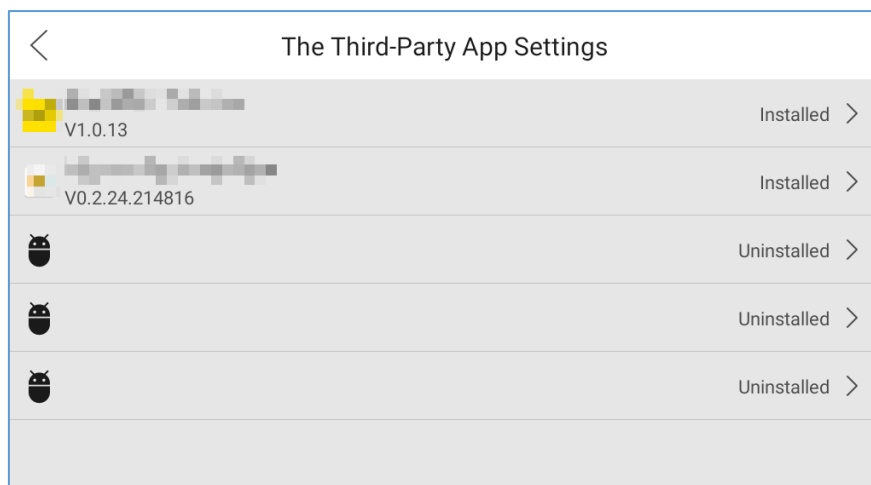 The Third-Party App Settings
V1.0.13
Installed
V0.2.24.214816
Installed
Uninstalled
Uninstalled
Uninstalled